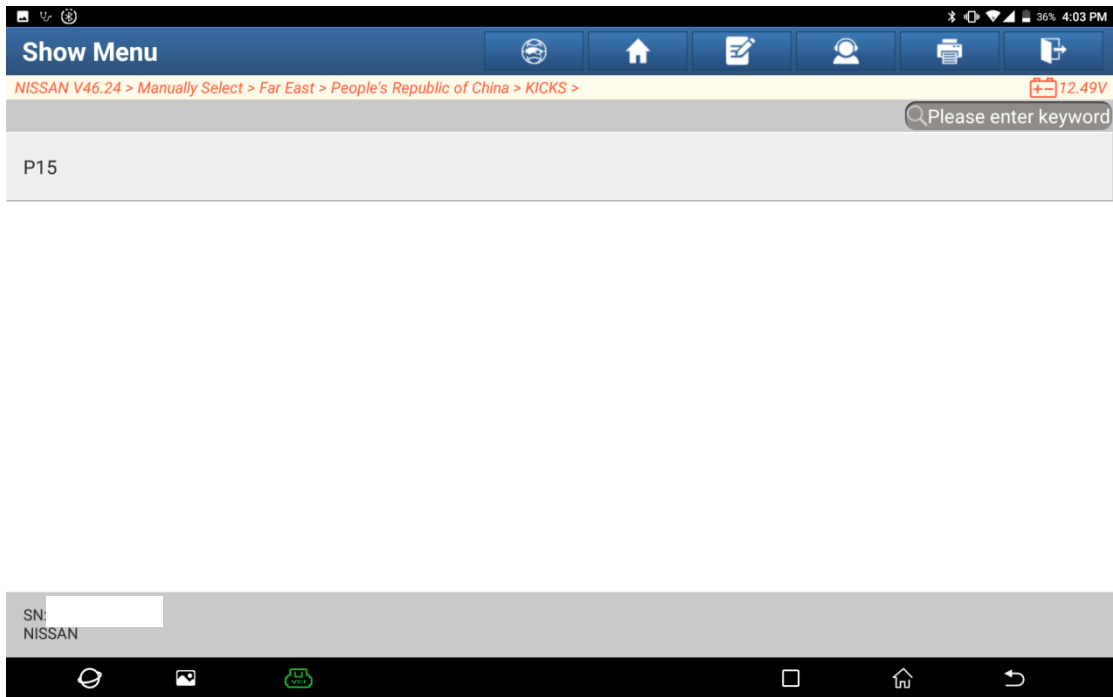 36% 4:03 PM
Show Menu
NISSAN V46.24 > Manually Select > Far East > People's Republic of China > KICKS >
12.49V
Please enter keyword
P15
SN:
NISSAN
VCI